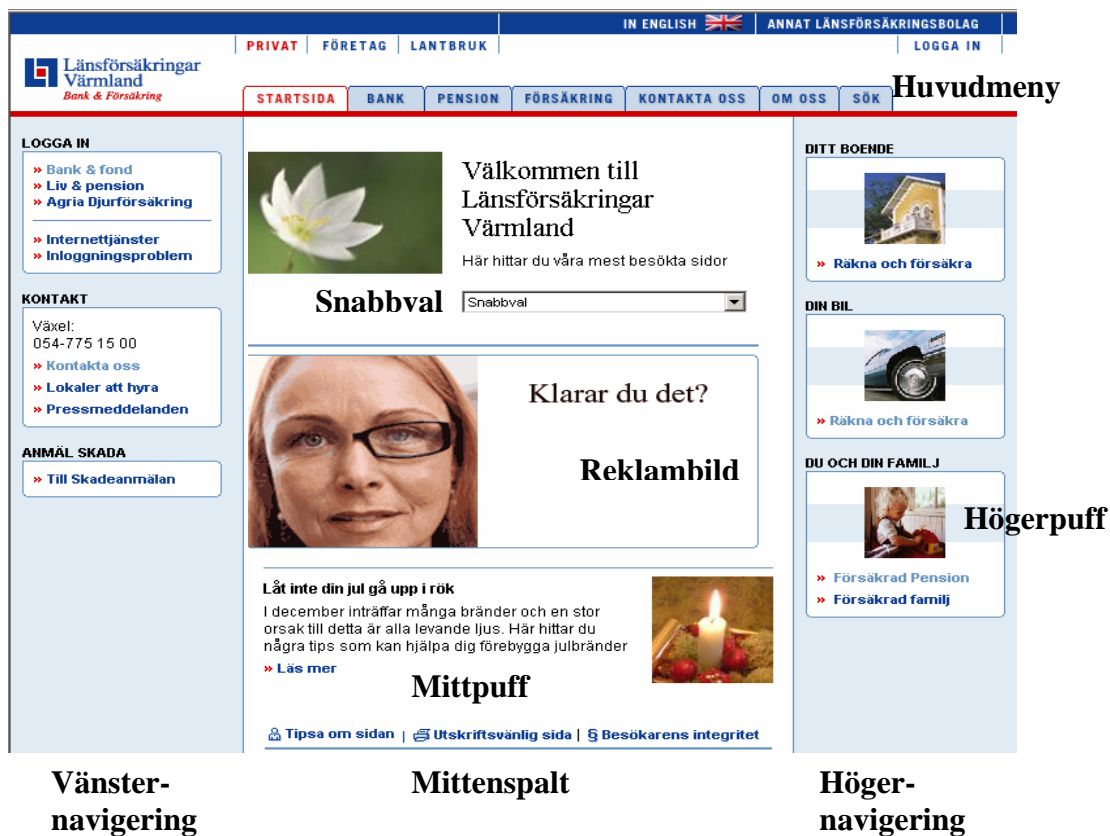 IN ENGLISH ANNAT LÄNSFÖRSÄKRINGSBOLAG
PRIVAT FÖRETAG LANTBRUK LOGGA IN
Länsförsäkringar
Värmland
Bank & Försäkring
STARTSIDA BANK PENSION FÖRSÄKRING KONTAKTA OSS OM OSS SÖK
Huvudmeny
LOGGA IN
» Bank & fond
» Liv & pension
» Agria Djurförsäkring
» Internettjänster
» Inloggningsproblem
KONTAKT
Växel:
054-775 15 00
» Kontakta oss
» Lokaler att hyra
» Pressmeddelanden
ANMÄL SKADA
» Till Skadeanmälan
Välkommen till
Länsförsäkringar
Värmland
Här hittar du våra mest besökta sidor
Snabbval
Snabbval
Klarar du det?
Reklambild
Låt inte din jul gå upp i rök
I december inträffar många bränder och en stor
orsak till detta är alla levande ljus. Här hittar du
några tips som kan hjälpa dig förebygga julbränder
» Läs mer
Mittpuff
Tipsa om sidan | Utskriftsvänlig sida | § Besökarens integritet
DITT BOENDE
» Räkna och försäkra
DIN BIL
» Räkna och försäkra
DU OCH DIN FAMILJ
Högerpuff
» Försäkrad Pension
» Försäkrad familj
Vänster-
navigering
Mittenspalt
Höger-
navigering